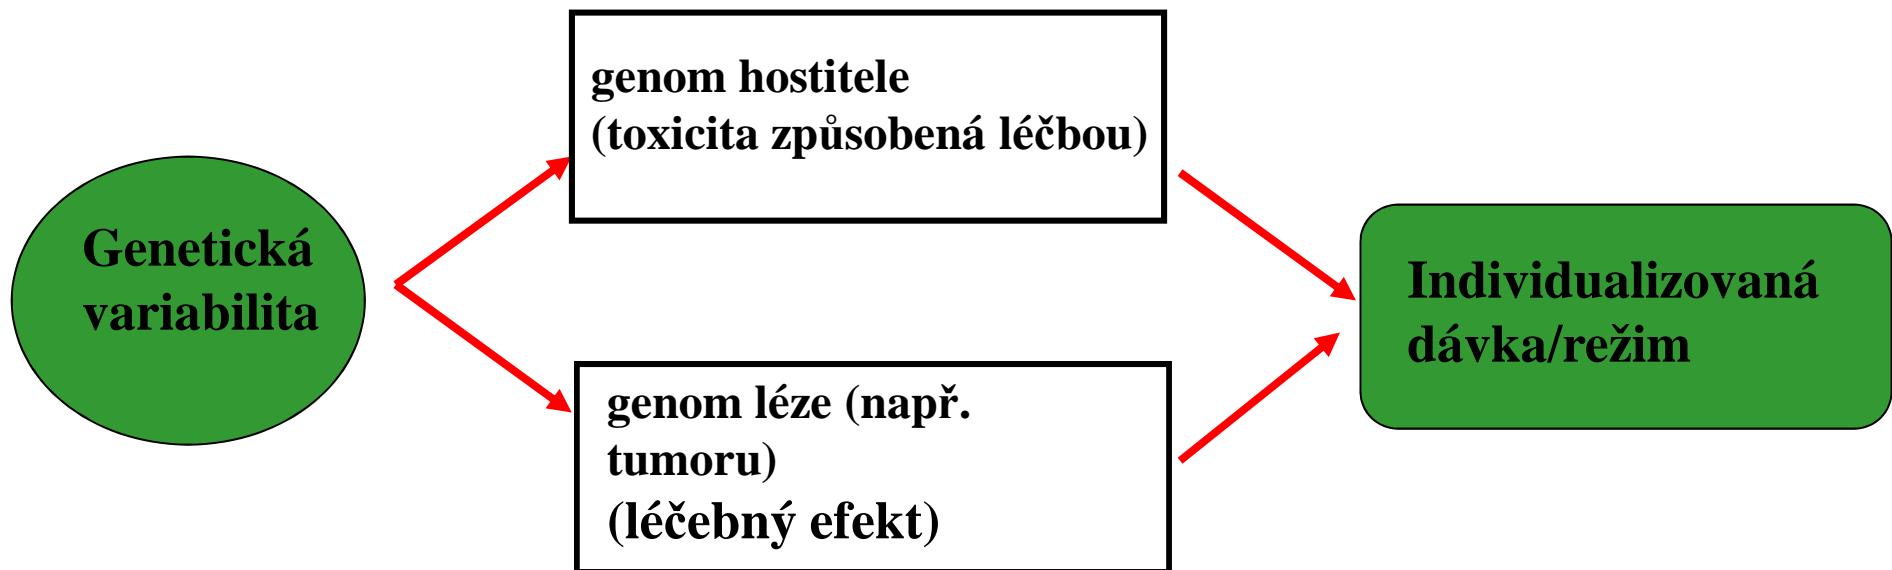 Genetická
variabilita
genom hostitele
(toxicita způsobená léčbou)
genom léze (např.
tumoru)
(léčebný efekt)
Individualizovaná
dávka/režim